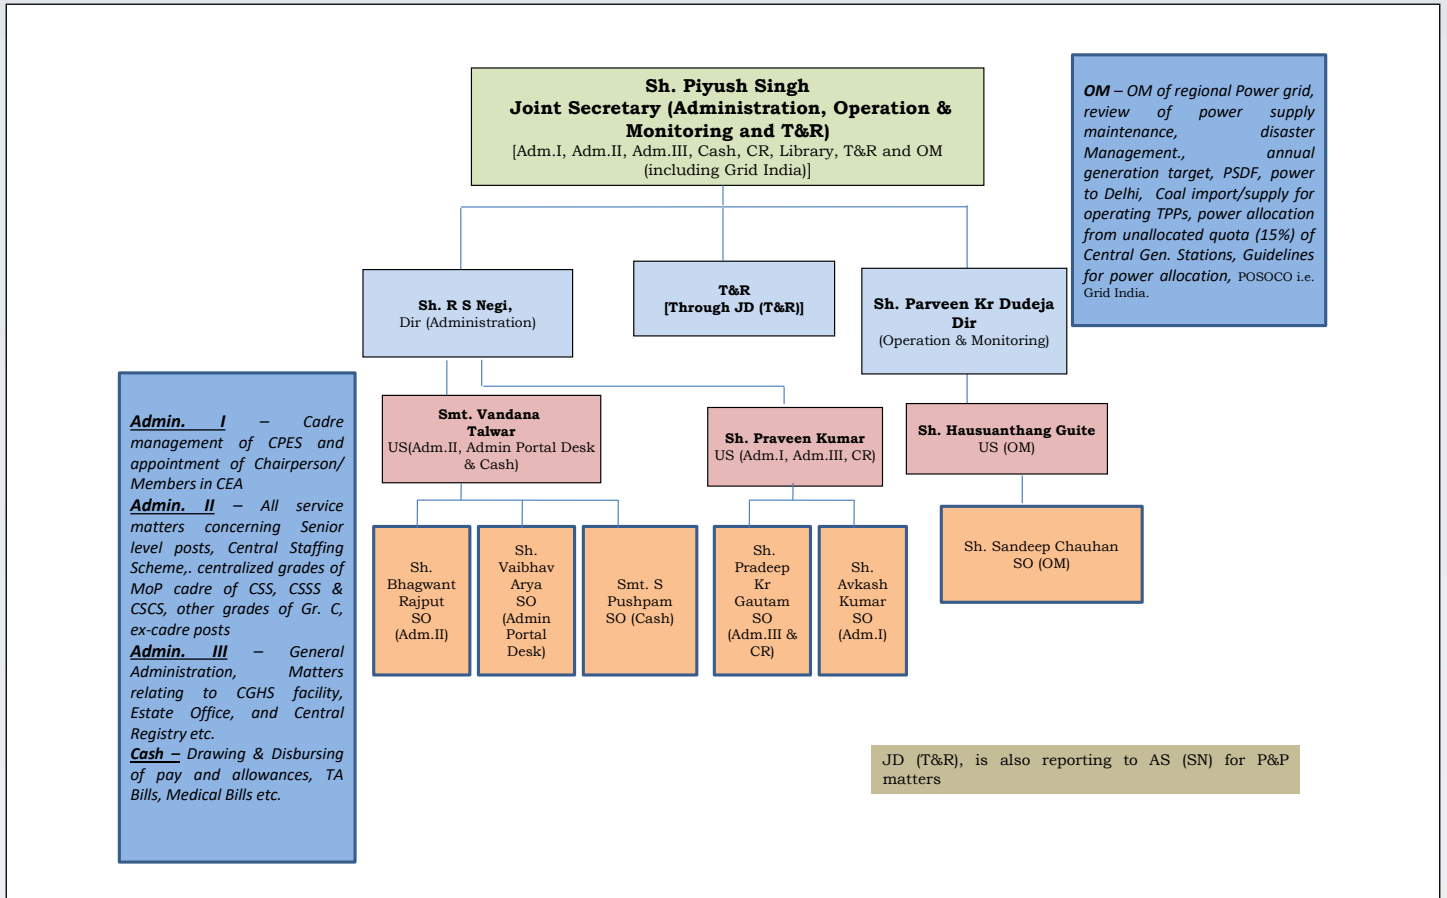 Sh. Piyush Singh
Joint Secretary (Administration, Operation &
Monitoring and T&R)
[Adm.I, Adm.II, Adm.III, Cash, CR, Library, T&R and OM
(including Grid India)]
OM – OM of regional Power grid,
review of power supply
maintenance, disaster
Management., annual
generation target, PSDF, power
to Delhi, Coal import/supply for
operating TPPs, power allocation
from unallocated quota (15%) of
Central Gen. Stations, Guidelines
for power allocation, POSOCO i.e.
Grid India.
Sh. R S Negi,
Dir (Administration)
T&R
[Through JD (T&R)]
Sh. Parveen Kr Dudeja
Dir
(Operation & Monitoring)
Admin. I – Cadre
management of CPES and
appointment of Chairperson/
Members in CEA
Admin. II – All service
matters concerning Senior
level posts, Central Staffing
Scheme,. centralized grades of
MoP cadre of CSS, CSSS &
CSCS, other grades of Gr. C,
ex-cadre posts
Admin. III – General
Administration, Matters
relating to CGHS facility,
Estate Office, and Central
Registry etc.
Cash – Drawing & Disbursing
of pay and allowances, TA
Bills, Medical Bills etc.
Smt. Vandana
Talwar
US(Adm.II, Admin Portal Desk
& Cash)
Sh. Praveen Kumar
US (Adm.I, Adm.III, CR)
Sh. Hausuanthang Guite
US (OM)
Sh.
Bhagwant
Rajput
SO
(Adm.II)
Sh.
Vaibhav
Arya
SO
(Admin
Portal
Desk)
Smt. S
Pushpam
SO (Cash)
Sh.
Pradeep
Kr
Gautam
SO
(Adm.III &
CR)
Sh.
Avkash
Kumar
SO
(Adm.I)
Sh. Sandeep Chauhan
SO (OM)
JD (T&R), is also reporting to AS (SN) for P&P
matters